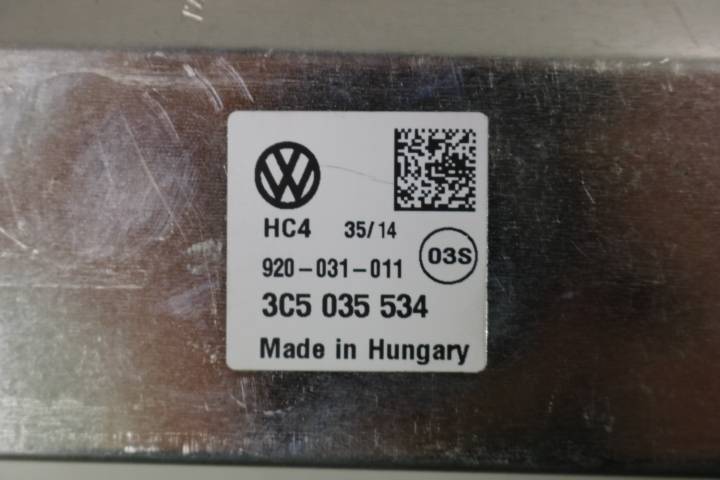 HC4 35/14
920-031-011 03S
3C5 035 534
Made in Hungary